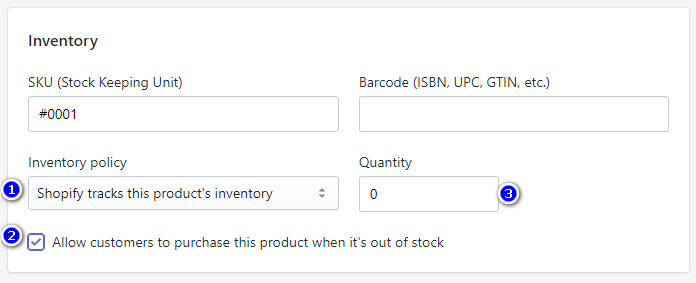 Inventory
SKU (Stock Keeping Unit) Barcode (ISBN, UPC, GTIN, etc.)
#0001
Inventory policy Quantity
1 Shopify tracks this product's inventory 0 3
2 Allow customers to purchase this product when it's out of stock